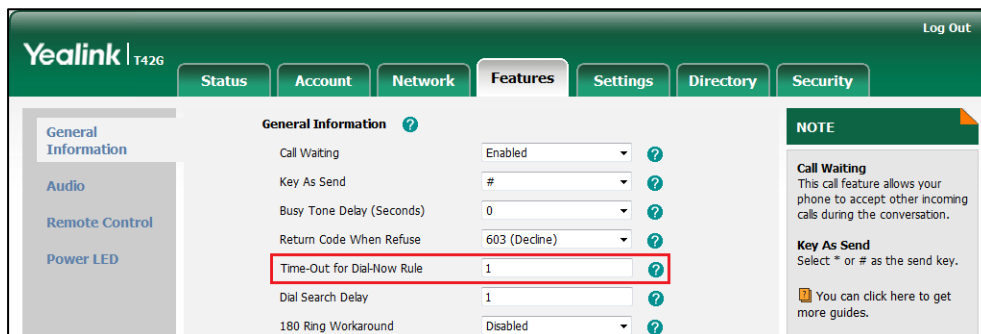 Log Out
Yealink T42G
Status Account Network Features Settings Directory Security
General
Information
Audio
Remote Control
Power LED
General Information ?
Call Waiting Enabled ?
Key As Send # ?
Busy Tone Delay (Seconds) 0 ?
Return Code When Refuse 603 (Decline) ?
Time-Out for Dial-Now Rule 1 ?
Dial Search Delay 1 ?
180 Ring Workaround Disabled ?
NOTE
Call Waiting
This call feature allows your
phone to accept other incoming
calls during the conversation.
Key As Send
Select * or # as the send key.
? You can click here to get
more guides.